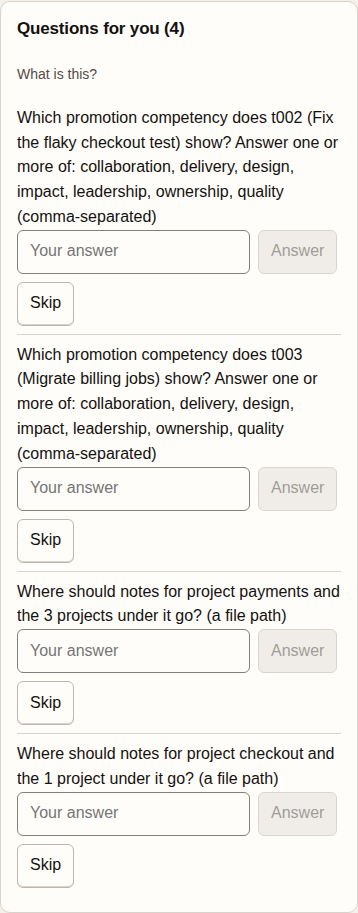 Questions for you (4)
What is this?
Which promotion competency does t002 (Fix
the flaky checkout test) show? Answer one or
more of: collaboration, delivery, design,
impact, leadership, ownership, quality
(comma-separated)
Your answer
Answer
Skip
Which promotion competency does t003
(Migrate billing jobs) show? Answer one or
more of: collaboration, delivery, design,
impact, leadership, ownership, quality
(comma-separated)
Your answer
Answer
Skip
Where should notes for project payments and
the 3 projects under it go? (a file path)
Your answer
Answer
Skip
Where should notes for project checkout and
the 1 project under it go? (a file path)
Your answer
Answer
Skip